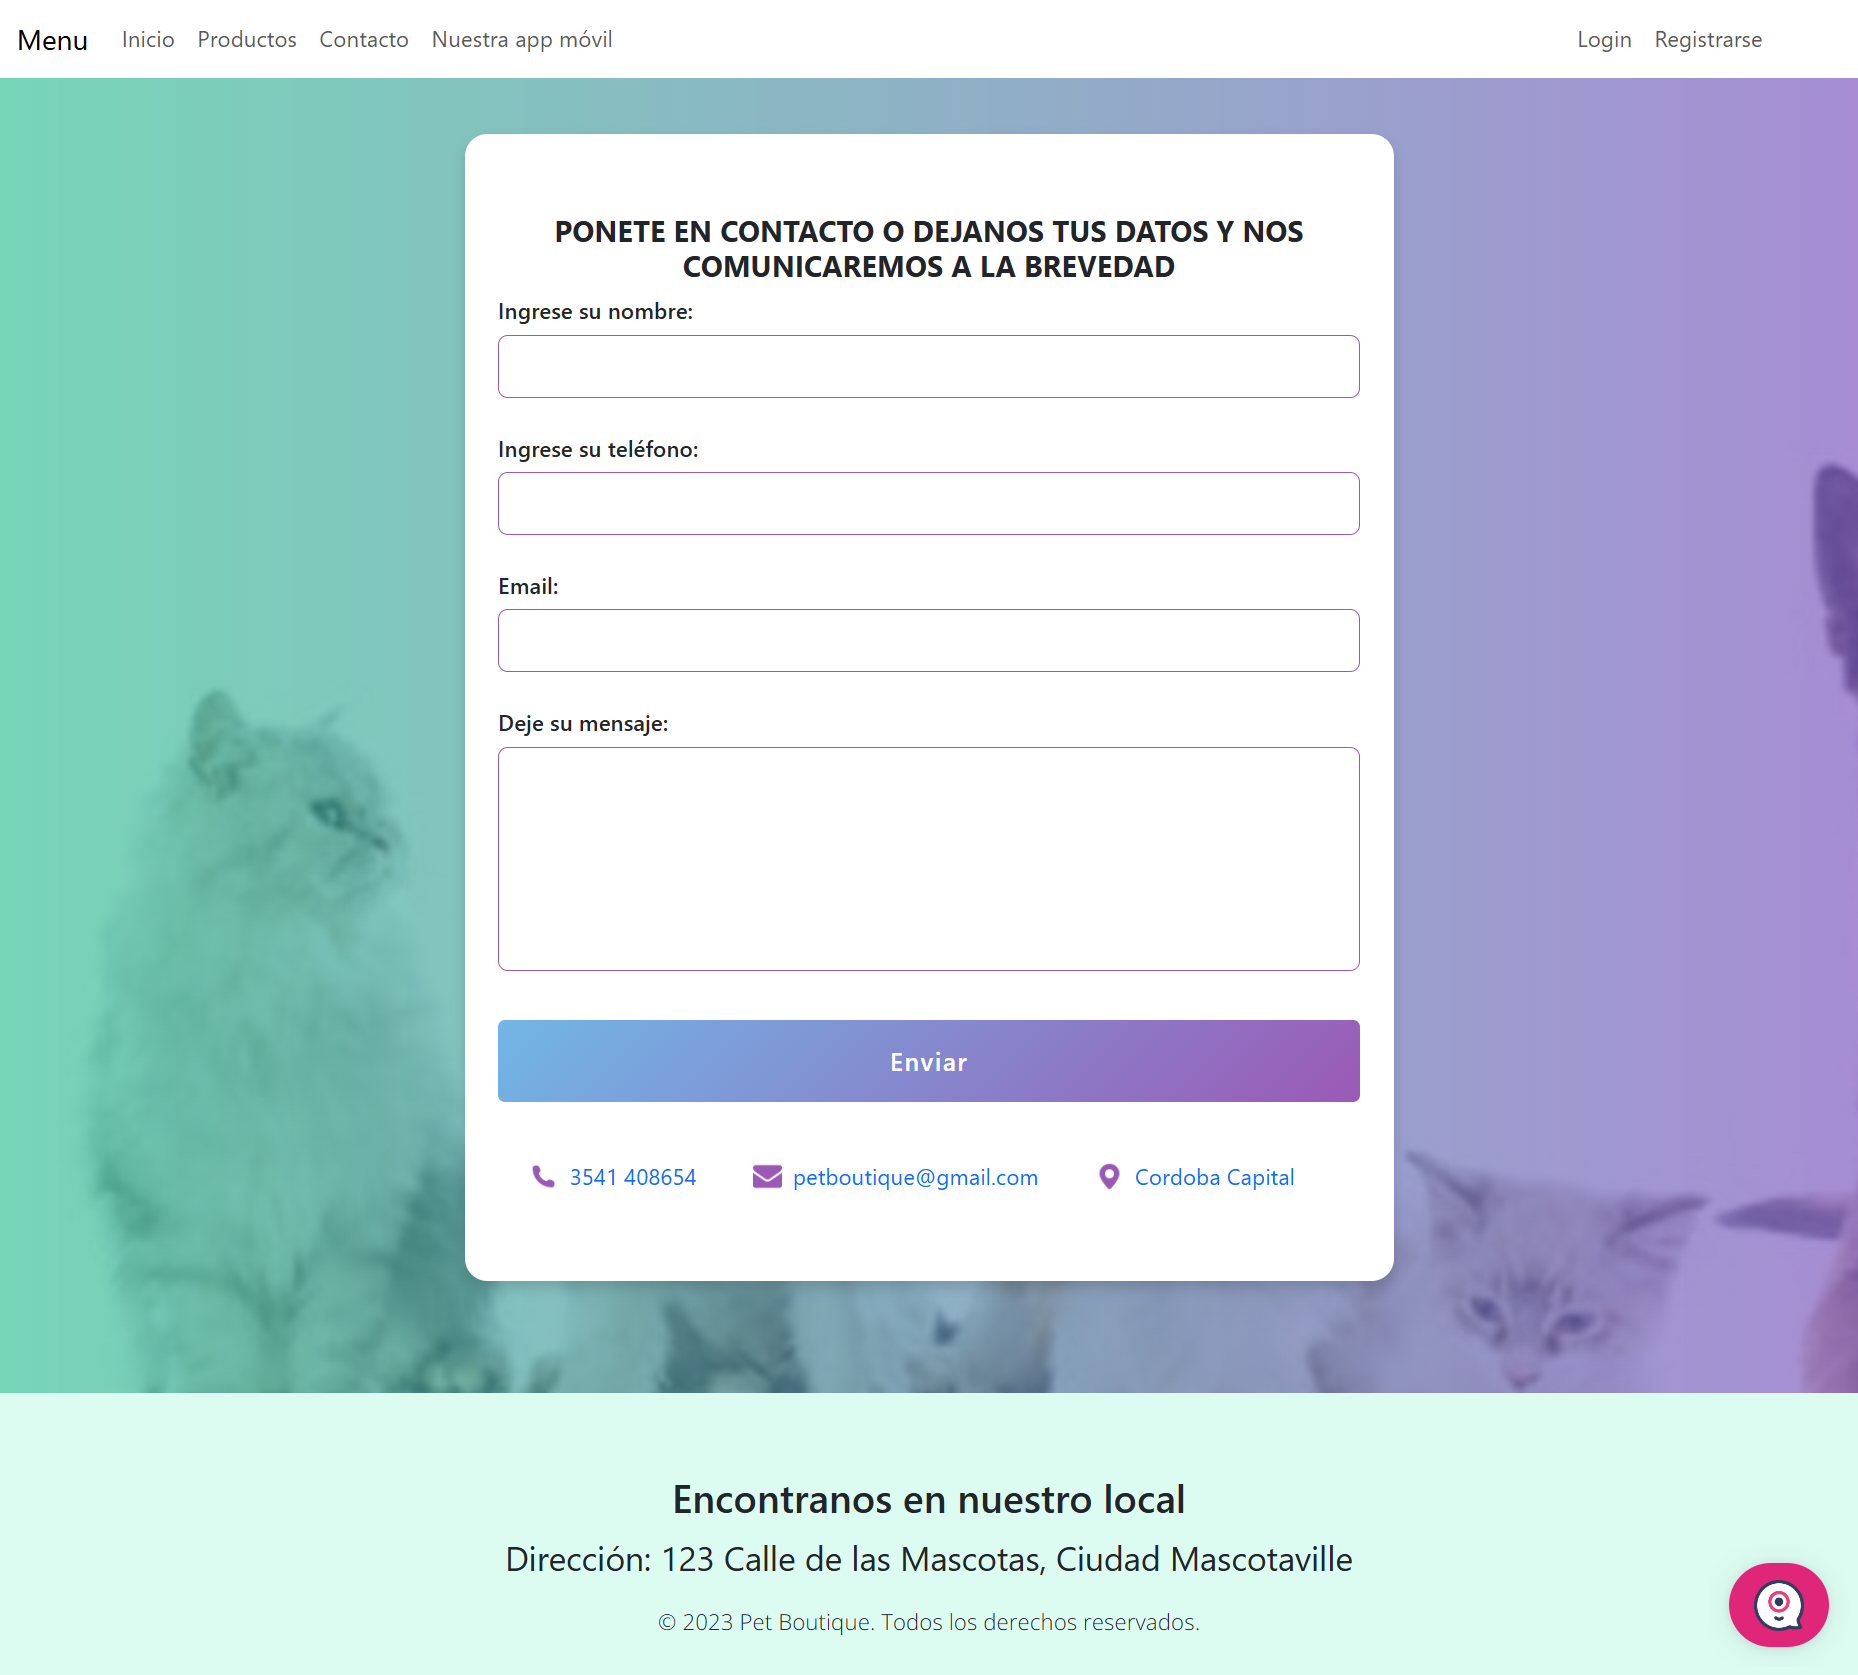 Menu Inicio Productos Contacto Nuestra app móvil Login Registrarse
PONETE EN CONTACTO O DEJANOS TUS DATOS Y NOS
COMUNICAREMOS A LA BREVEDAD
Ingrese su nombre:
Ingrese su teléfono:
Email:
Deje su mensaje:
Enviar
3541 408654 petboutique@gmail.com Cordoba Capital
Encontranos en nuestro local
Dirección: 123 Calle de las Mascotas, Ciudad Mascotaville
© 2023 Pet Boutique. Todos los derechos reservados.